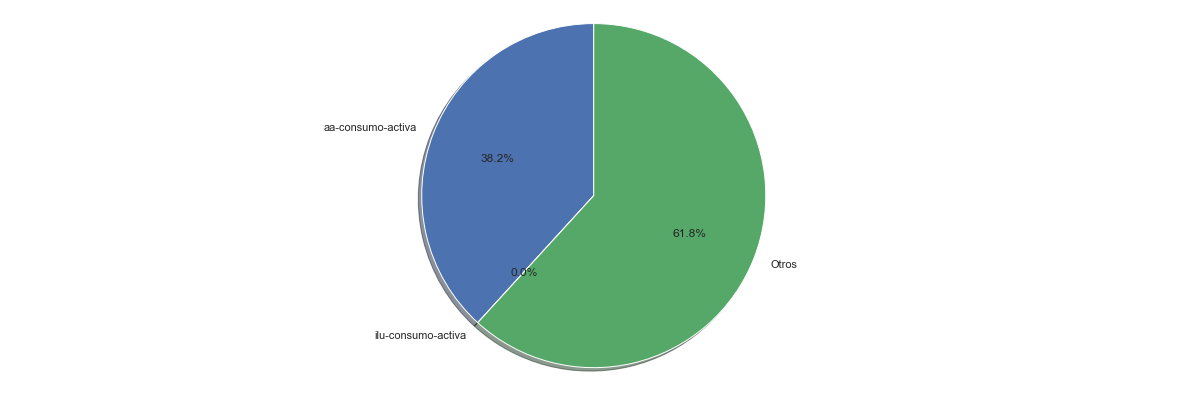 aa-consumo-activa
38.2%
61.8%
Otros
0.0%
ilu-consumo-activa